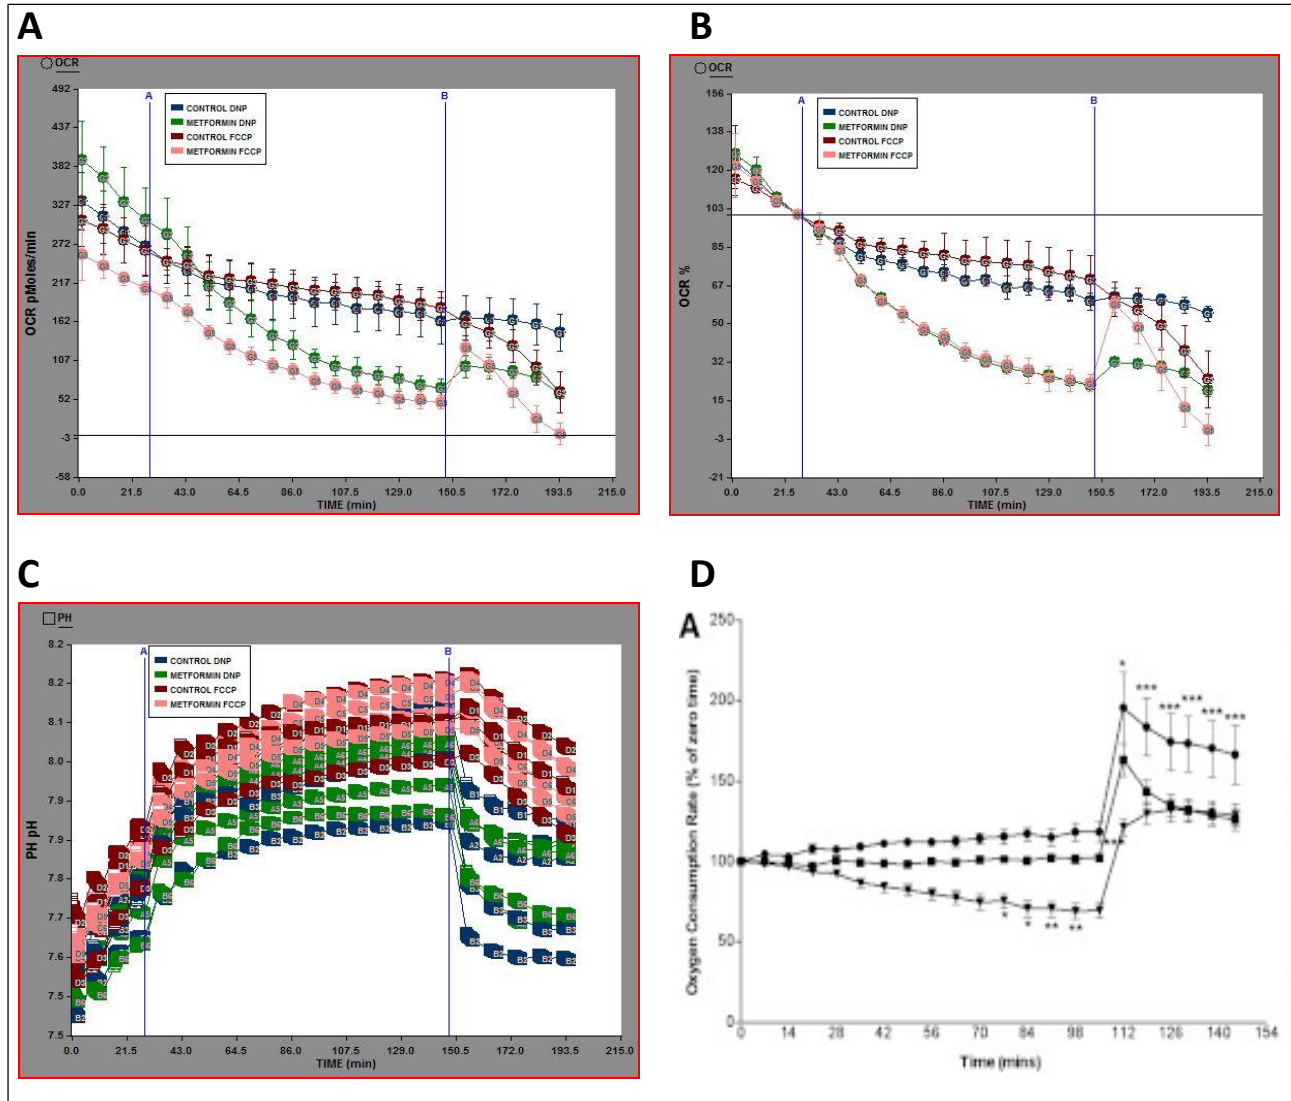 A
OCR
492
437
382
327
272
217
162
107
52
-3
-58
OCR pMoles/min
A
B
CONTROL DNP
METFORMIN DNP
CONTROL FCCP
METFORMIN FCCP
0.0 21.5 43.0 64.5 86.0 107.5 129.0 150.5 172.0 193.5 215.0
TIME (min)
B
OCR
156
138
120
103
85
67
50
32
15
-3
-21
OCR %
A
B
CONTROL DNP
METFORMIN DNP
CONTROL FCCP
METFORMIN FCCP
0.0 21.5 43.0 64.5 86.0 107.5 129.0 150.5 172.0 193.5 215.0
TIME (min)
C
PH
8.2
8.2
8.1
8.0
7.9
7.9
7.8
7.7
7.6
7.5
7.5
PH pH
A
B
CONTROL DNP
METFORMIN DNP
CONTROL FCCP
METFORMIN FCCP
0.0 21.5 43.0 64.5 86.0 107.5 129.0 150.5 172.0 193.5 215.0
TIME (min)
D
A
250
200
150
100
50
0
Oxygen Consumption Rate (% of zero time)
* *** *** *** *** ***
***
* * ** **
0 14 28 42 56 70 84 98 112 126 140 154
Time (mins)